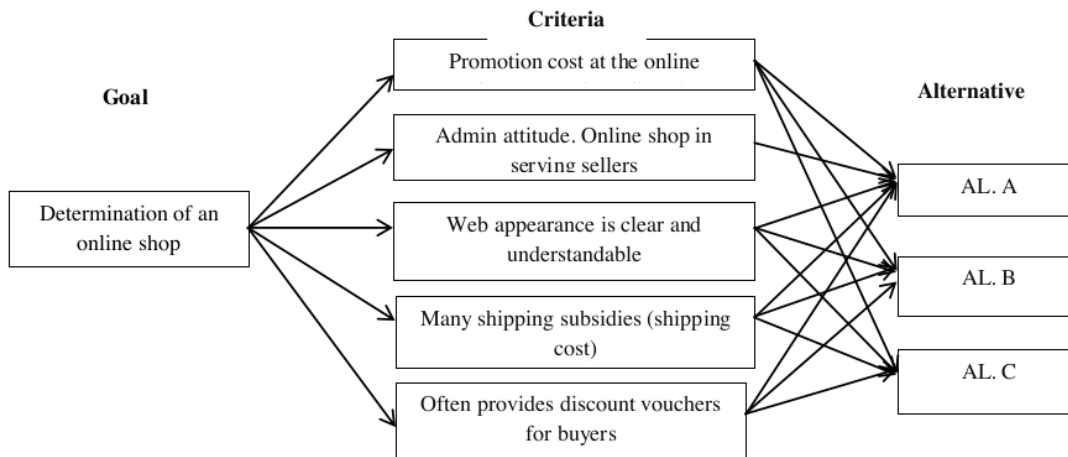 Criteria
Goal
Alternative
Promotion cost at the online
Admin attitude. Online shop in
serving sellers
Determination of an
online shop
Web appearance is clear and
understandable
Many shipping subsidies (shipping
cost)
Often provides discount vouchers
for buyers
AL. A
AL. B
AL. C